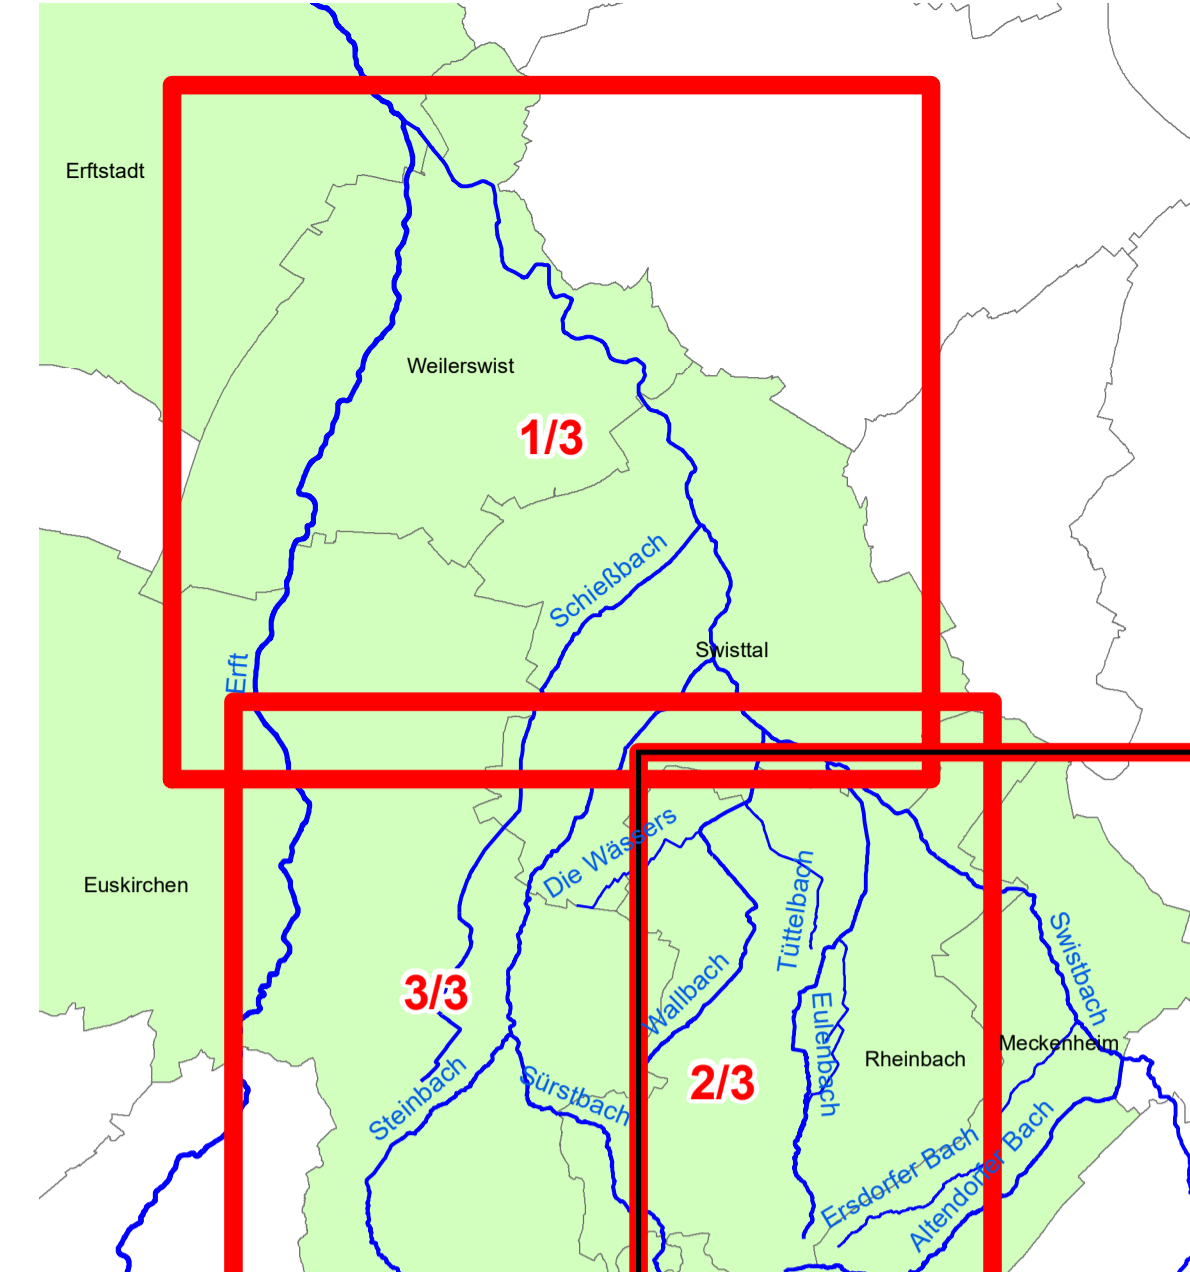 Erftstadt
Weilerswist
1/3
Schießbach
Swisttal
Erft
Die Wässers
Euskirchen
Tüttelbach
Swistbach
3/3
Wallbach
Eulenbach
Meckenheim
Rheinbach
2/3
Steinbach
Sürstbach
Ersdorfer Bach
Altendorfer Bach